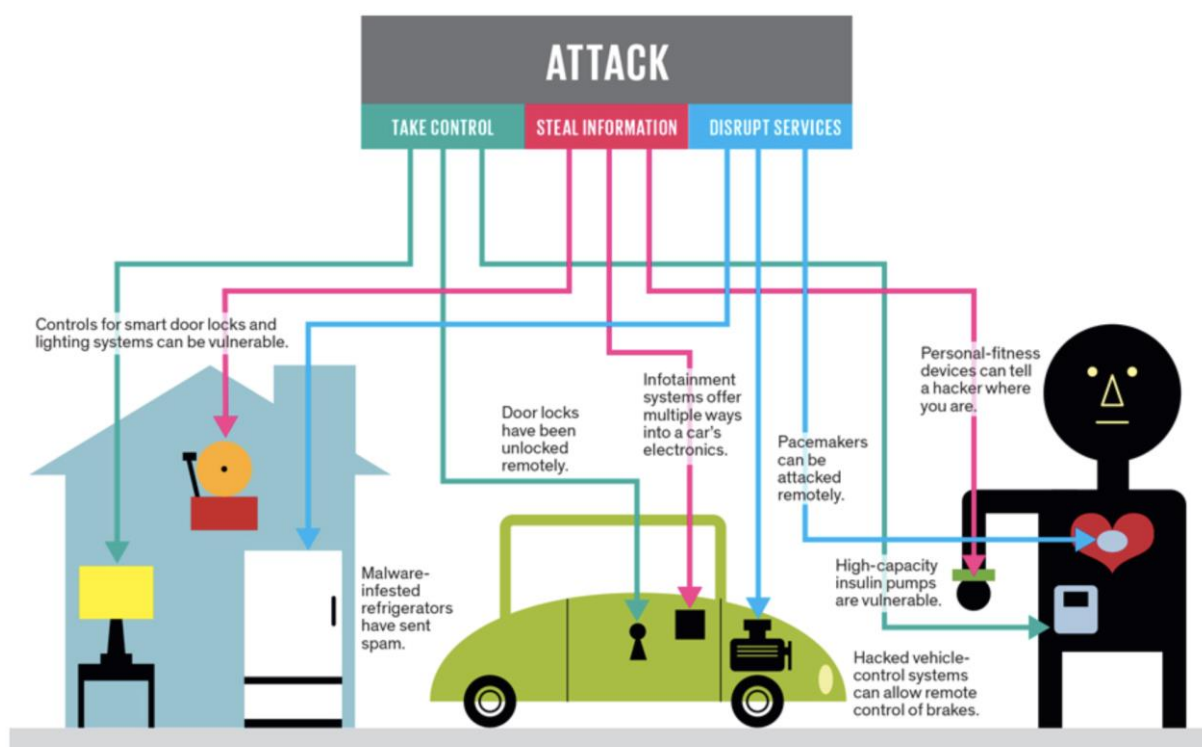 ATTACK
TAKE CONTROL
STEAL INFORMATION
DISRUPT SERVICES
Controls for smart door locks and
lighting systems can be vulnerable.
Door locks
have been
unlocked
remotely.
Infotainment
systems offer
multiple ways
into a car's
electronics.
Personal-fitness
devices can tell
a hacker where
you are.
Pacemakers
can be
attacked
remotely.
Malware-
infested
refrigerators
have sent
spam.
High-capacity
insulin pumps
are vulnerable.
Hacked vehicle-
control systems
can allow remote
control of brakes.